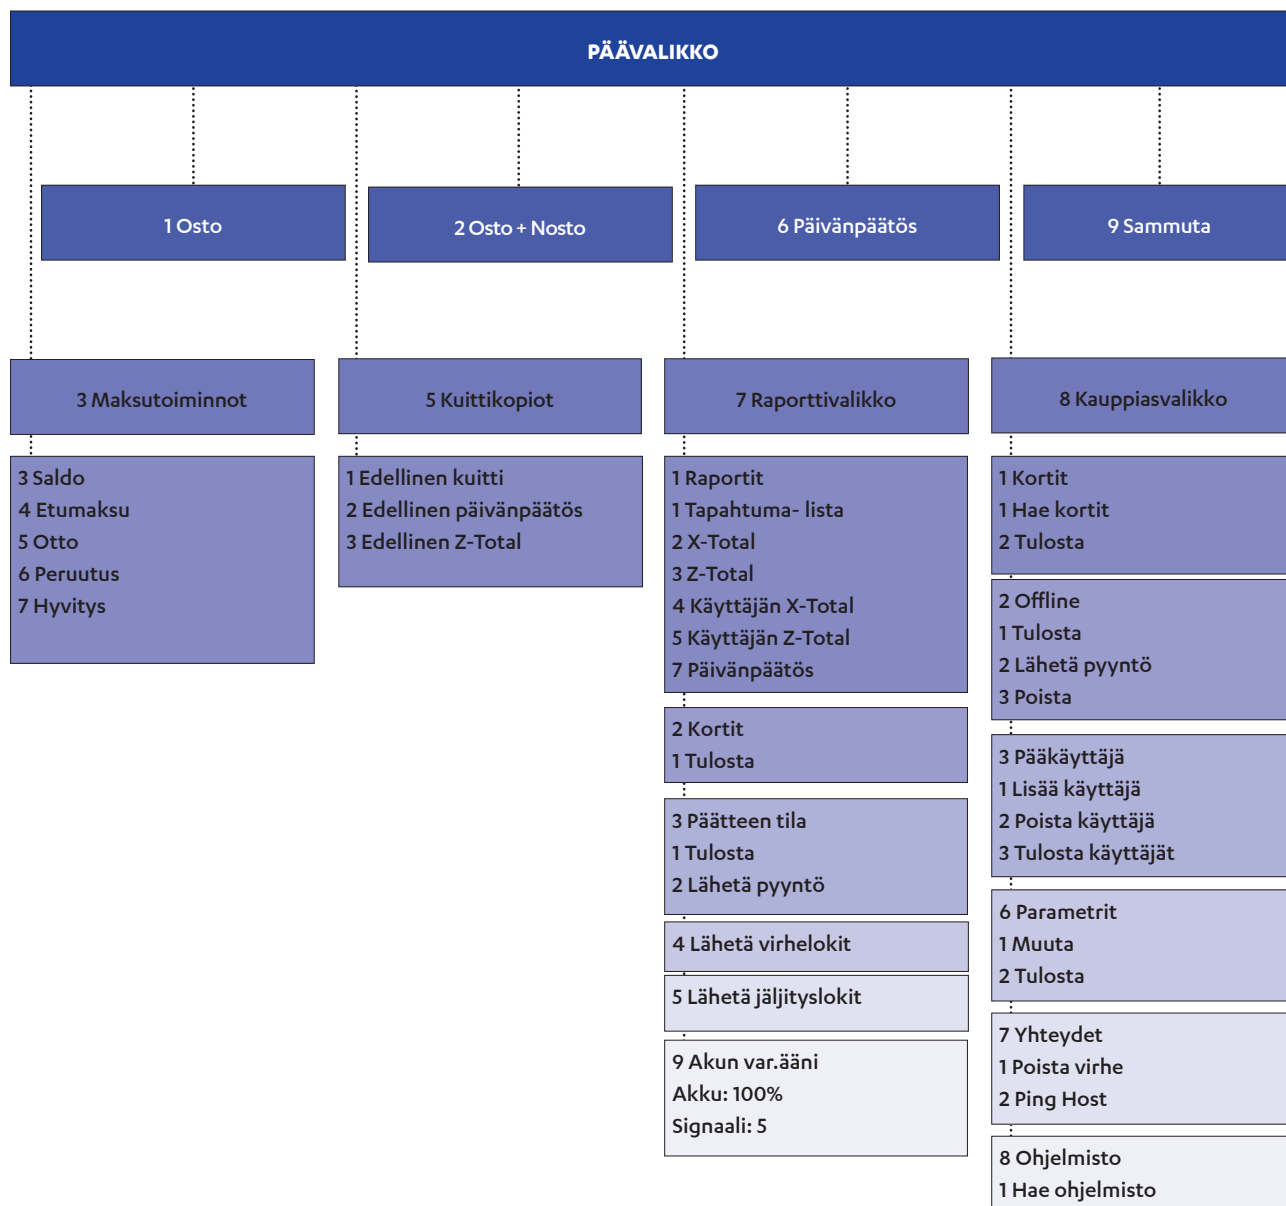 PÄÄVALIKKO
1 Osto
2 Osto + Nosto
6 Päivänpäätös
9 Sammuta
3 Maksutoiminnot
3 Saldo
4 Etumaksu
5 Otto
6 Peruutus
7 Hyvitys
5 Kuittikopiot
1 Edellinen kuitti
2 Edellinen päivänpäätös
3 Edellinen Z-Total
7 Raporttivalikko
1 Raportit
1 Tapahtuma- lista
2 X-Total
3 Z-Total
4 Käyttäjän X-Total
5 Käyttäjän Z-Total
7 Päivänpäätös
2 Kortit
1 Tulosta
3 Päätteen tila
1 Tulosta
2 Lähetä pyyntö
4 Lähetä virhelokit
5 Lähetä jäljityslokit
9 Akun var.ääni
Akku: 100%
Signaali: 5
8 Kauppiasvalikko
1 Kortit
1 Hae kortit
2 Tulosta
2 Offline
1 Tulosta
2 Lähetä pyyntö
3 Poista
3 Pääkäyttäjä
1 Lisää käyttäjä
2 Poista käyttäjä
3 Tulosta käyttäjät
6 Parametrit
1 Muuta
2 Tulosta
7 Yhteydet
1 Poista virhe
2 Ping Host
8 Ohjelmisto
1 Hae ohjelmisto